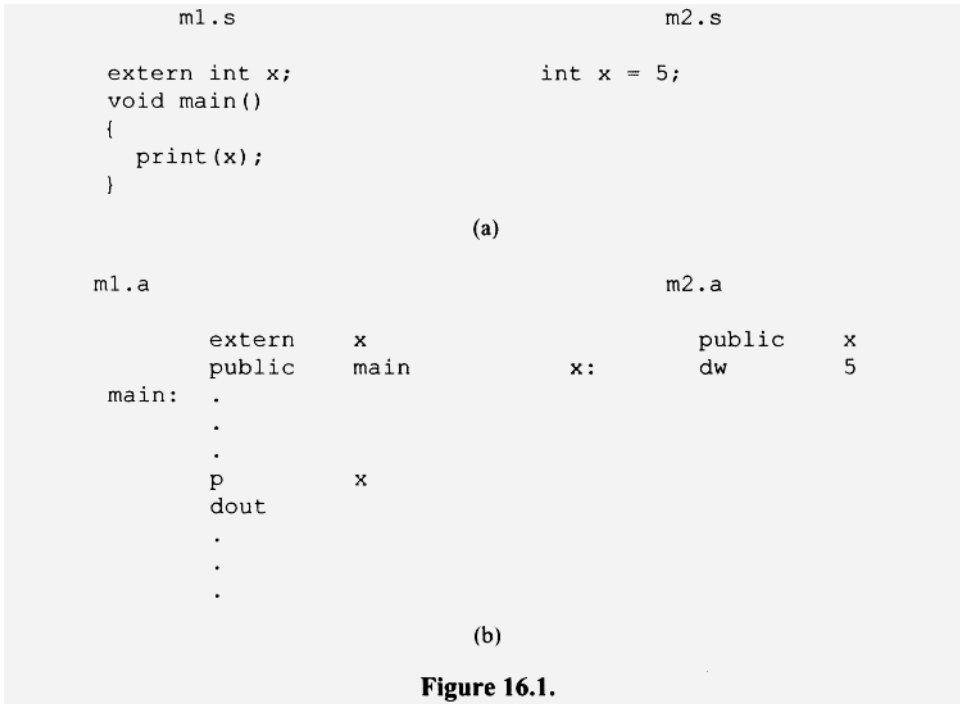 m1.s                    m2.s
extern int x;           int x = 5;
void main()
{
print(x);
}
(a)
m1.a                    m2.a
extern x                public x
public main             x: dw 5
main: .
.
.
p x
dout
.
.
.
(b)
Figure 16.1.